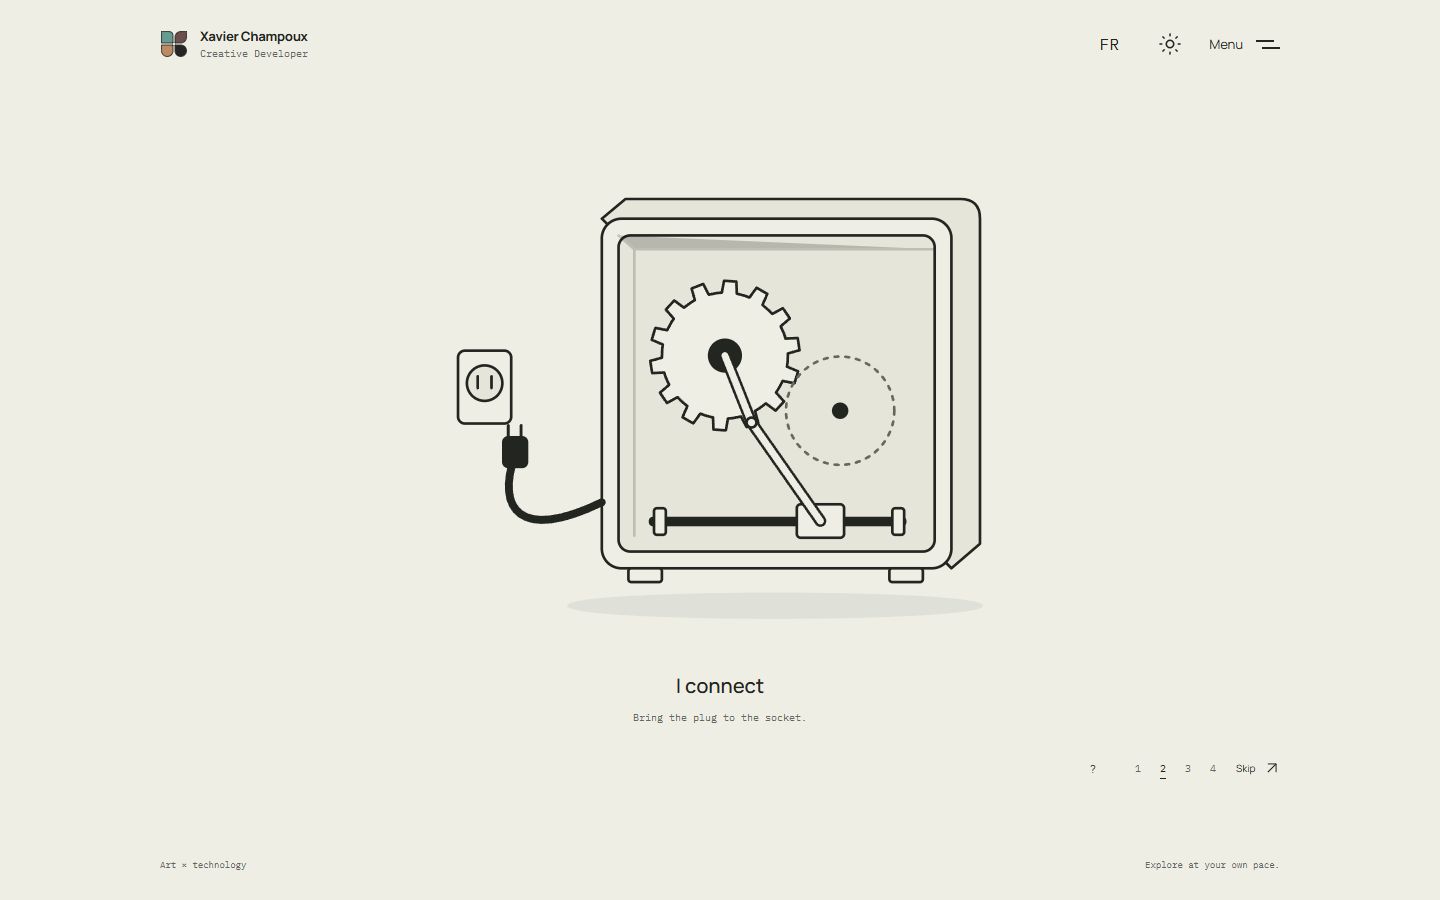 Xavier Champoux
Creative Developer
FR
Menu
I connect
Bring the plug to the socket.
? 1 2 3 4 Skip
Art × technology
Explore at your own pace.